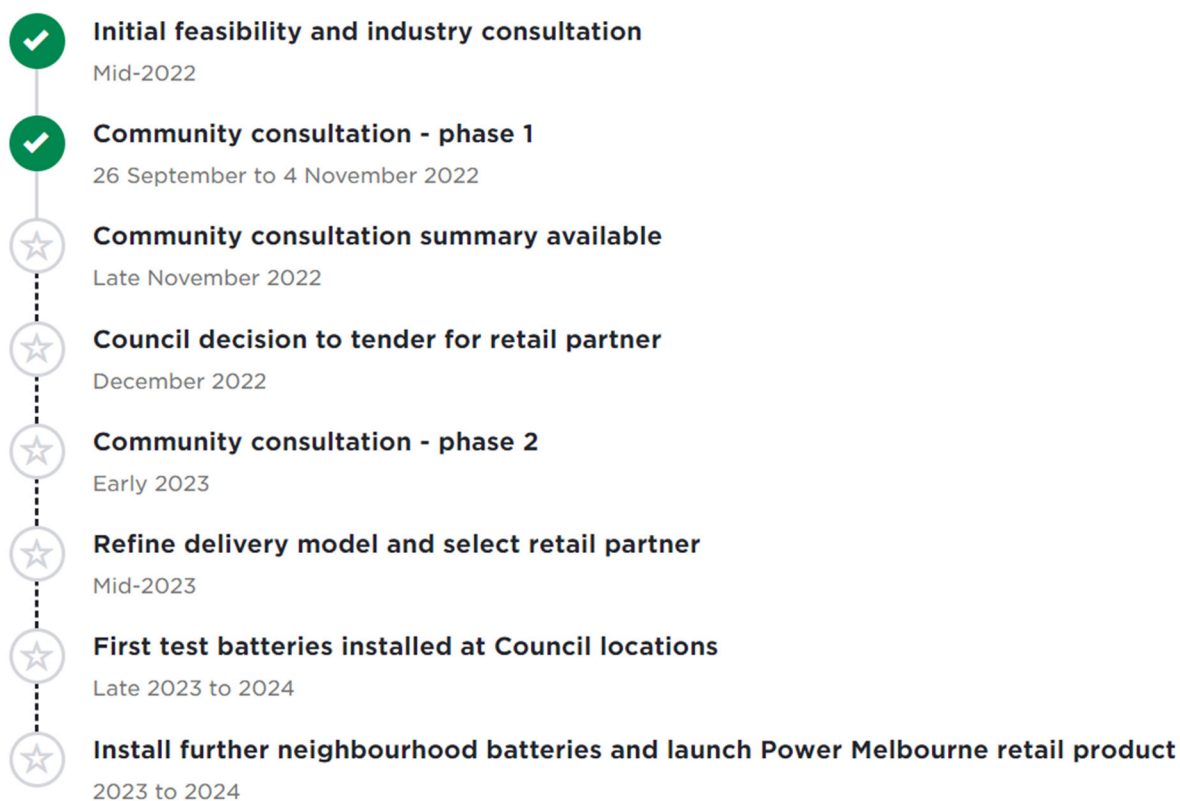 Initial feasibility and industry consultation
Mid-2022
Community consultation - phase 1
26 September to 4 November 2022
Community consultation summary available
Late November 2022
Council decision to tender for retail partner
December 2022
Community consultation - phase 2
Early 2023
Refine delivery model and select retail partner
Mid-2023
First test batteries installed at Council locations
Late 2023 to 2024
Install further neighbourhood batteries and launch Power Melbourne retail product
2023 to 2024